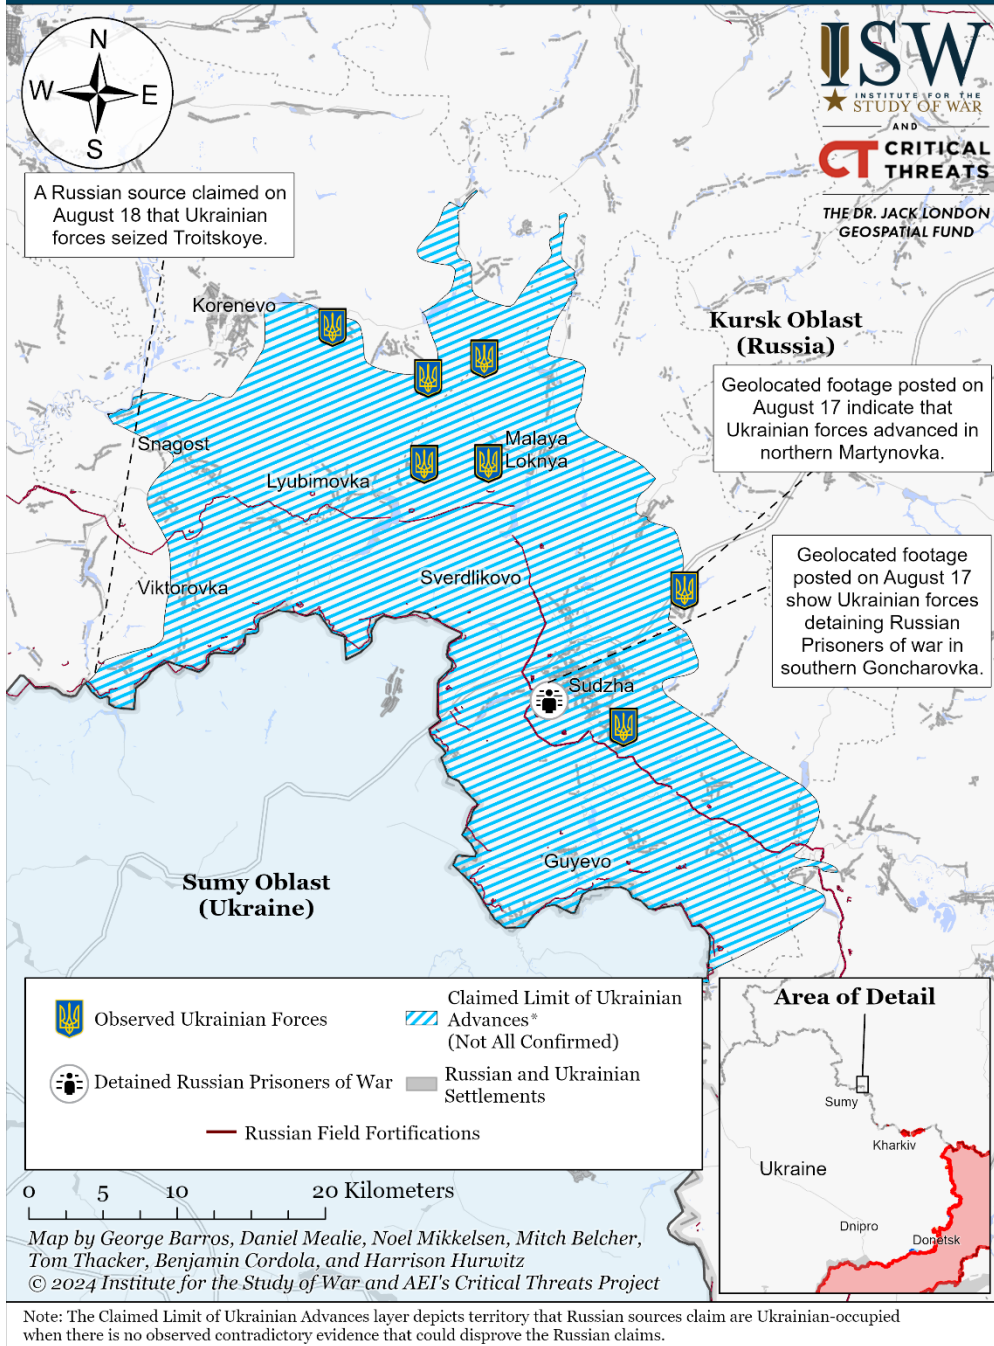 N
W
E
S
ISW
INSTITUTE FOR THE
STUDY OF WAR
AND
CT CRITICAL
THREATS
THE DR. JACK LONDON
GEOSPATIAL FUND
A Russian source claimed on
August 18 that Ukrainian
forces seized Troitskoye.
Korenevo
Kursk Oblast
(Russia)
Geolocated footage posted on
August 17 indicate that
Ukrainian forces advanced in
northern Martynovka.
Snagost
Malaya
Loknya
Lyubimovka
Geolocated footage
posted on August 17
show Ukrainian forces
detaining Russian
Prisoners of war in
southern Goncharovka.
Viktorovka
Sverdlikovo
Sudzha
Guyevo
Sumy Oblast
(Ukraine)
Observed Ukrainian Forces
Claimed Limit of Ukrainian
Advances*
(Not All Confirmed)
Detained Russian Prisoners of War
Russian and Ukrainian
Settlements
Russian Field Fortifications
Area of Detail
Sumy
Kharkiv
Ukraine
Dnipro
Donetsk
0 5 10 20 Kilometers
Map by George Barros, Daniel Mealie, Noel Mikkelsen, Mitch Belcher,
Tom Thacker, Benjamin Cordola, and Harrison Hurwitz
© 2024 Institute for the Study of War and AEI's Critical Threats Project
Note: The Claimed Limit of Ukrainian Advances layer depicts territory that Russian sources claim are Ukrainian-occupied
when there is no observed contradictory evidence that could disprove the Russian claims.